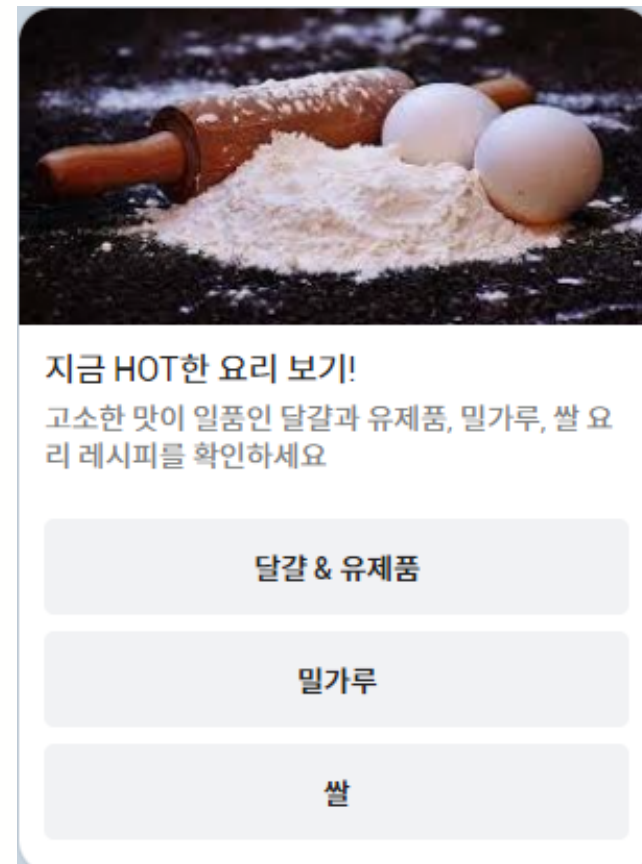 지금 HOT한 요리 보기!
고소한 맛이 일품인 달걀과 유제품, 밀가루, 쌀 요
리 레시피를 확인하세요
달걀 & 유제품
밀가루
쌀